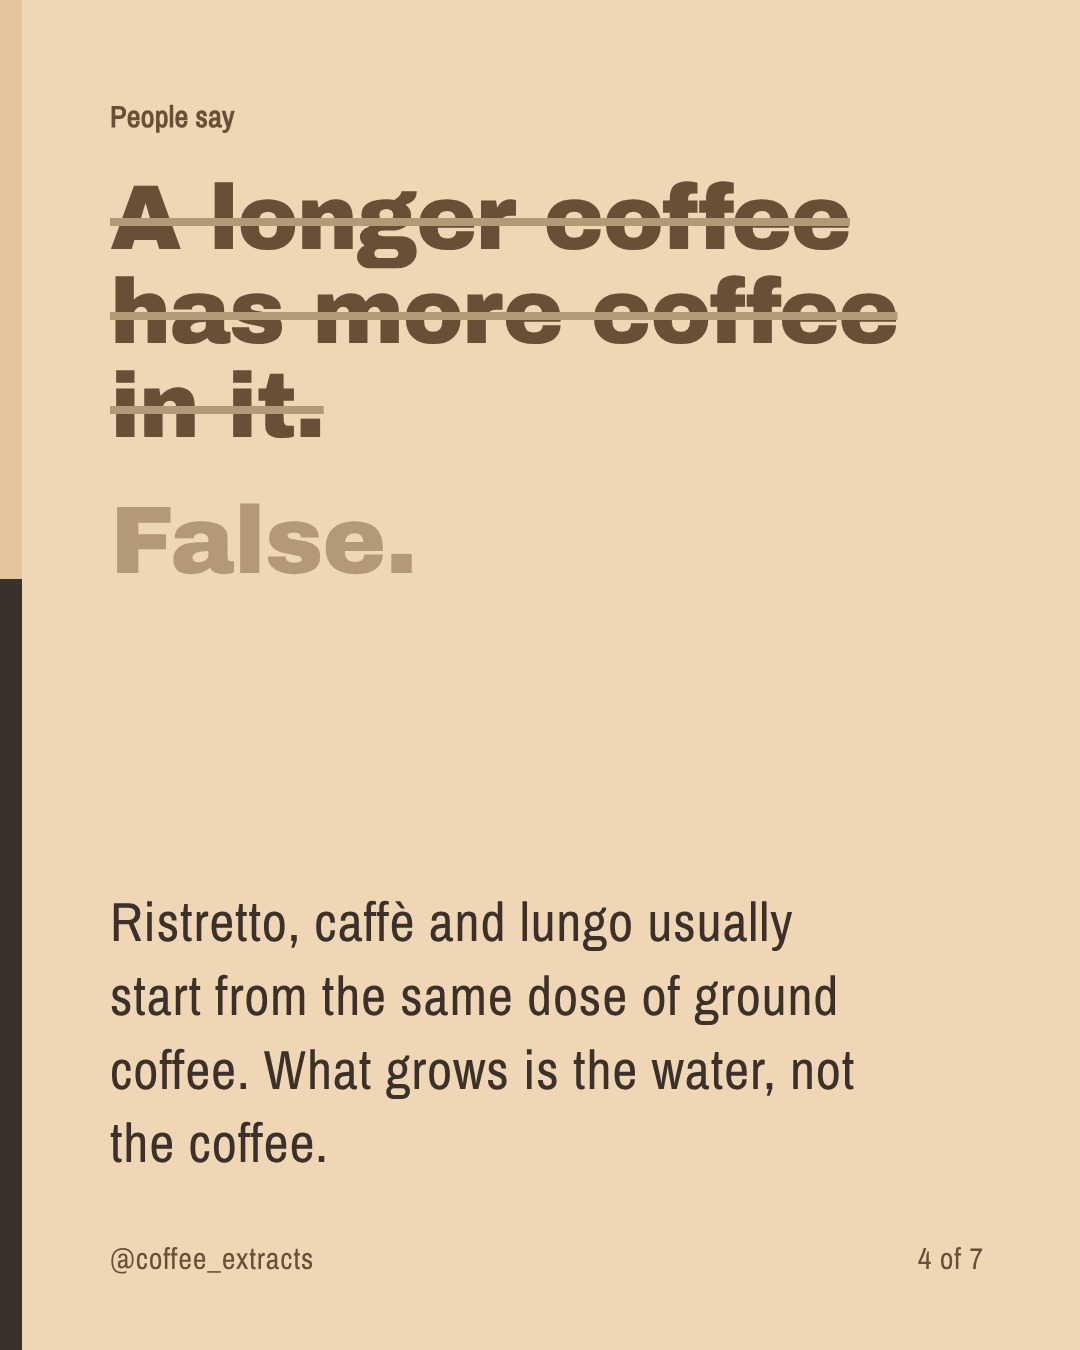 People say
A longer coffee
has more coffee
in it.
False.
Ristretto, caffè and lungo usually
start from the same dose of ground
coffee. What grows is the water, not
the coffee.
@coffee_extracts
4 of 7